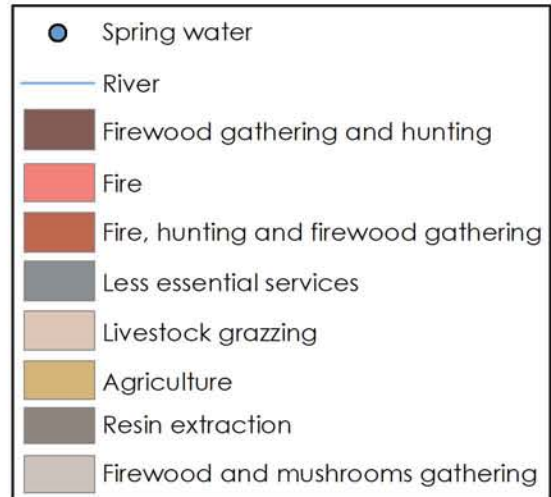 Spring water
River
Firewood gathering and hunting
Fire
Fire, hunting and firewood gathering
Less essential services
Livestock grazzing
Agriculture
Resin extraction
Firewood and mushrooms gathering